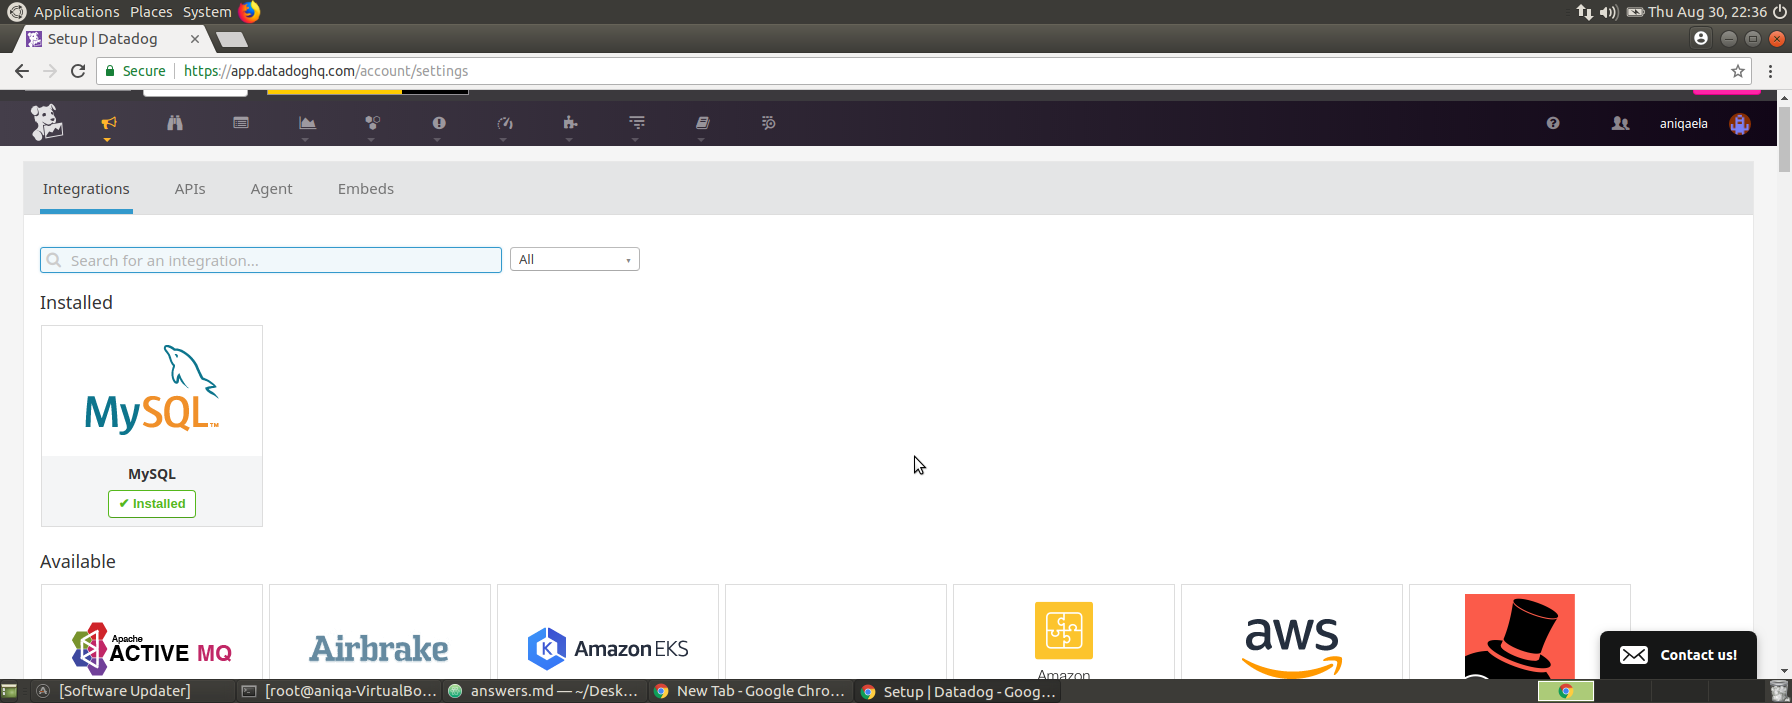 Applications Places System Thu Aug 30, 22:36
Setup | Datadog
Secure https://app.datadoghq.com/account/settings
aniqaela
Integrations APIs Agent Embeds
Search for an integration... All
Installed
MySQL™
MySQL
✔ Installed
Available
Apache
ACTIVE MQ
Airbrake
K Amazon EKS
Amazon
aws
Contact us!
[Software Updater] [root@aniqa-VirtualBo... answers.md — ~/Desk... New Tab - Google Chro... Setup | Datadog - Goog...